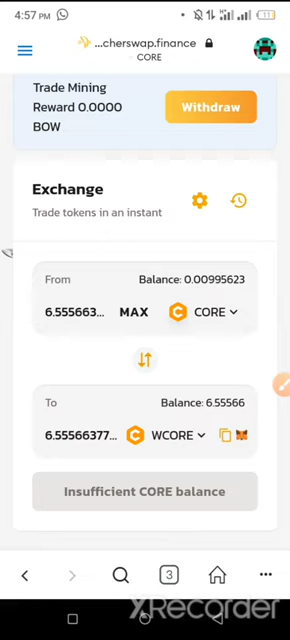 4:57 PM
11
...cherswap.finance
CORE
Trade Mining
Reward 0.0000
BOW
Withdraw
Exchange
Trade tokens in an instant
From
Balance: 0.00995623
6.555663...
MAX
CORE
To
Balance: 6.55566
6.55566377...
WCORE
Insufficient CORE balance
3
XRecorder